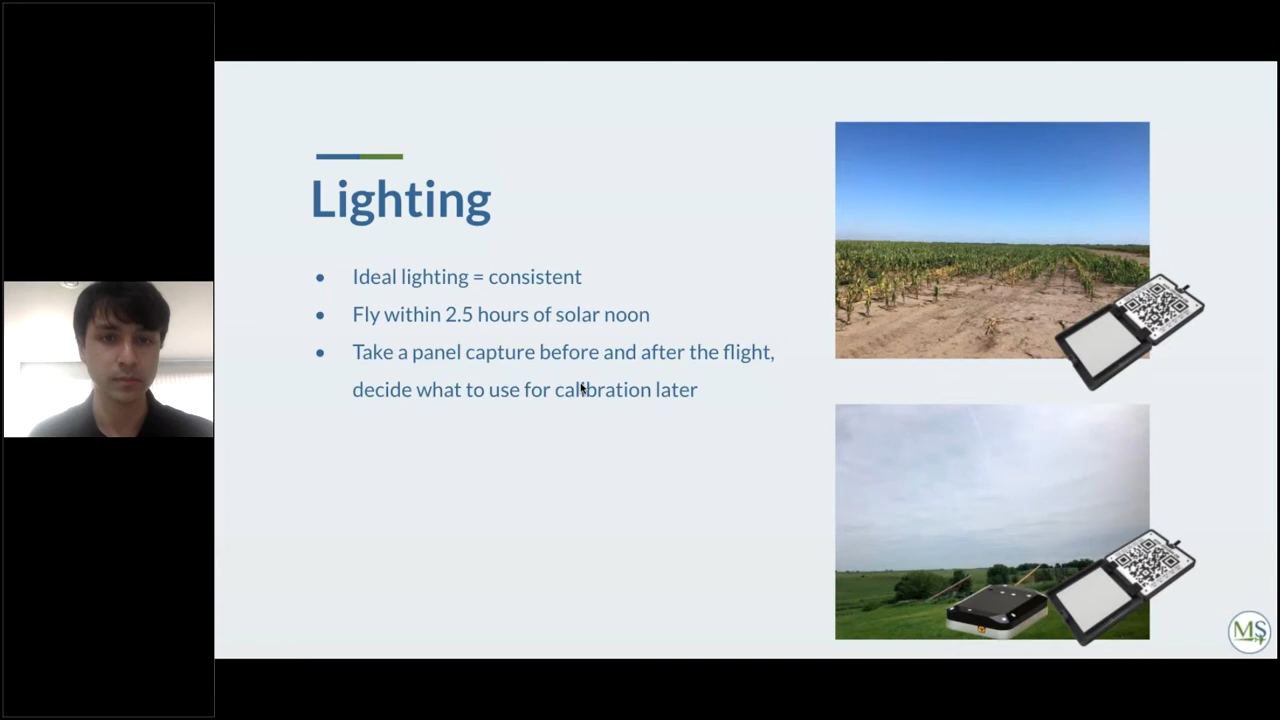 Lighting
Ideal lighting = consistent
Fly within 2.5 hours of solar noon
Take a panel capture before and after the flight,
decide what to use for calibration later
MS